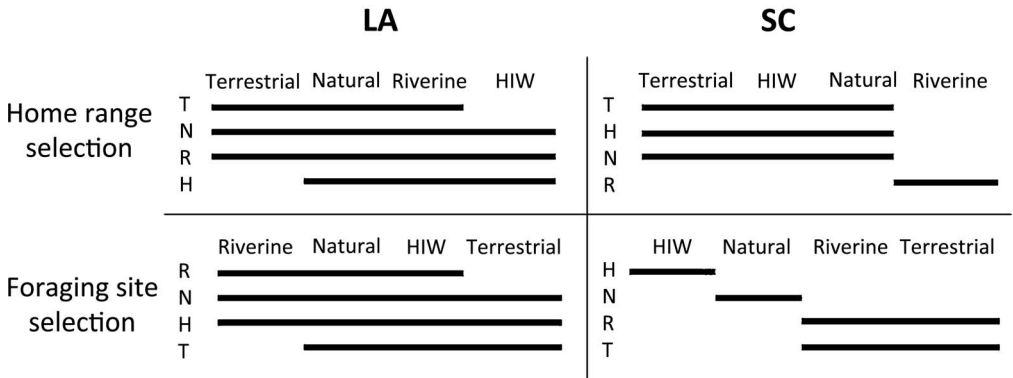 LA SC
Terrestrial Natural Riverine HIW Terrestrial HIW Natural Riverine
Home range
selection
T T
N H
R N
H R
Riverine Natural HIW Terrestrial HIW Natural Riverine Terrestrial
Foraging site
selection
R H
N N
H R
T T